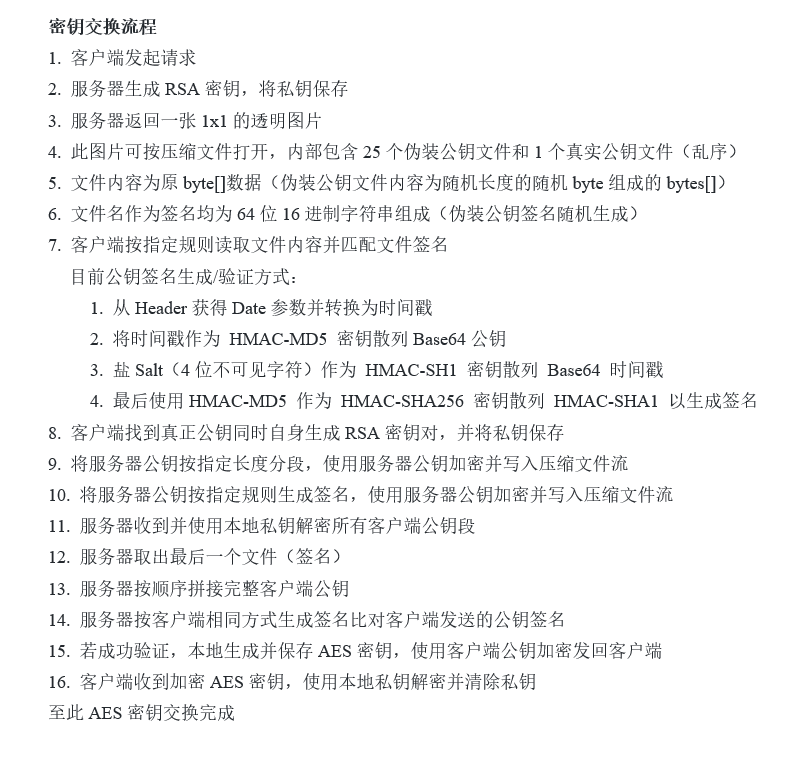 密钥交换流程
1. 客户端发起请求
2. 服务器生成 RSA 密钥，将私钥保存
3. 服务器返回一张 1x1 的透明图片
4. 此图片可按压缩文件打开，内部包含 25 个伪装公钥文件和 1 个真实公钥文件（乱序）
5. 文件内容为原 byte[]数据（伪装公钥文件内容为随机长度的随机 byte 组成的 bytes[]）
6. 文件名作为签名均为 64 位 16 进制字符串组成（伪装公钥签名随机生成）
7. 客户端按指定规则读取文件内容并匹配文件签名
目前公钥签名生成/验证方式：
1. 从 Header 获得 Date 参数并转换为时间戳
2. 将时间戳作为 HMAC-MD5 密钥散列 Base64 公钥
3. 盐 Salt（4 位不可见字符）作为 HMAC-SH1 密钥散列 Base64 时间戳
4. 最后使用 HMAC-MD5 作为 HMAC-SHA256 密钥散列 HMAC-SHA1 以生成签名
8. 客户端找到真正公钥同时自身生成 RSA 密钥对，并将私钥保存
9. 将服务器公钥按指定长度分段，使用服务器公钥加密并写入压缩文件流
10. 将服务器公钥按指定规则生成签名，使用服务器公钥加密并写入压缩文件流
11. 服务器收到并使用本地私钥解密所有客户端公钥段
12. 服务器取出最后一个文件（签名）
13. 服务器按顺序拼接完整客户端公钥
14. 服务器按客户端相同方式生成签名比对客户端发送的公钥签名
15. 若成功验证，本地生成并保存 AES 密钥，使用客户端公钥加密发回客户端
16. 客户端收到加密 AES 密钥，使用本地私钥解密并清除私钥
至此 AES 密钥交换完成